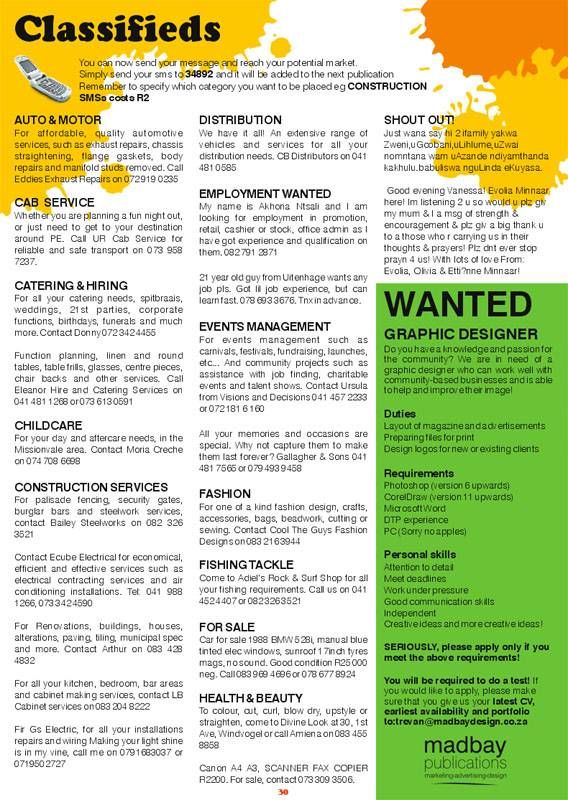 Classifieds
You can now send your message and reach your potential market.
Simply send your sms to 34892 and it will be added to the next publication
Remember to specify which category you want to be placed eg CONSTRUCTION
SMSs costs R2
AUTO & MOTOR
For affordable, quality automotive
services, such as exhaust repairs, chassis
straightening, flange gaskets, body
repairs and manifold studs removed. Call
Eddies Exhaust Repairs on 072 919 0235
CAB SERVICE
Whether you are planning a fun night out,
or just need to get to your destination
around PE. Call UR Cab Service for
reliable and safe transport on 073 958
7237.
CATERING & HIRING
For all your catering needs, spitbraais,
weddings, 21st parties, corporate
functions, birthdays, funerals and much
more. Contact Donny 072 342 4455
Function planning, linen and round
tables, table frills, glasses, centre pieces,
chair backs and other services. Call
Eleanor Hire and Catering Services on
041 481 1268 or 073 613 0591
CHILDCARE
For your day and aftercare needs, in the
Missionvale area. Contact Moria Creche
on 074 708 6698
CONSTRUCTION SERVICES
For palisade fencing, security gates,
burglar bars and steelwork services,
contact Bailey Steelworks on 082 326
3521
Contact Ecube Electrical for economical,
efficient and effective services such as
electrical contracting services and air
conditioning installations. Tel: 041 988
1266, 073 342 4590
For Renovations, buildings, houses,
alterations, paving, tiling, municipal spec
and more. Contact Arthur on 083 428
4832
For all your kitchen, bedroom, bar areas
and cabinet making services, contact LB
Cabinet services on 083 204 8222
Fir Gs Electric, for all your installations
repairs and wiring Making your light shine
is in my vine, call me on 0791683037 or
0719502727
DISTRIBUTION
We have it all! An extensive range of
vehicles and services for all your
distribution needs. CB Distributors on 041
481 0585
EMPLOYMENT WANTED
My name is Akhona Ntsali and I am
looking for employment in promotion,
retail, cashier or stock, office admin as I
have got experience and qualification on
them. 082 791 2871
21 year old guy from Uitenhage wants any
job pls. Got lil job experience, but can
learn fast. 078 693 3676. Tnx in advance.
EVENTS MANAGEMENT
For events management such as
carnivals, festivals, fundraising, launches,
etc... And community projects such as
assistance with job finding, charitable
events and talent shows. Contact Ursula
from Visions and Decisions 041 457 2233
or 072 181 6 160
All your memories and occasions are
special. Why not capture them to make
them last forever? Gallagher & Sons 041
481 7565 or 079 493 9458
FASHION
For one of a kind fashion design, crafts,
accessories, bags, beadwork, cutting or
sewing. Contact Cool The Guys Fashion
Designs on 083 216 3944
FISHING TACKLE
Come to Adiel's Rock & Surf Shop for all
your fishing requirements. Call us on 041
452 4407 or 082 326 3521
FOR SALE
Car for sale 1988 BMW 528i, manual blue
tinted elec windows, sunroof 17inch tyres
mags, no sound. Good condition R25 000
neg. Call 083 969 4696 or 078 677 8924
HEALTH & BEAUTY
To colour, cut, curl, blow dry, upstyle or
straighten, come to Divine Look at 30, 1st
Ave, Windvogel or call Amiena on 083 455
8858
Canon A4 A3, SCANNER FAX COPIER
R2200. For sale, contact 073 309 3506.
SHOUT OUT!
Just wana say hi 2 ifamily yakwa
Zweni,uGcobani,uLihlume,uZwai
nomntana wam uAzande ndiyamthanda
kakhulu.babuliswa nguLinda eKuyasa.
Good evening Vanessa! Evolia Minnaar
here! Im listening 2 u so would u plz giv
my mum & I a msg of strength &
encouragement & plz giv a big thank u
to a those who r carrying us in their
thoughts & prayers! Plz dnt ever stop
prayn 4 us! With lots of love From:
Evolia, Olivia & Etti?nne Minnaar!
WANTED
GRAPHIC DESIGNER
Do you have a knowledge and passion for
the community? We are in need of a
graphic designer who can work well with
community-based businesses and is able
to help and improve their image!
Duties
Layout of magazine and advertisements
Preparing files for print
Design logos for new or existing clients
Requirements
Photoshop (version 6 upwards)
CorelDraw (version 11 upwards)
Microsoft Word
DTP experience
PC (Sorry no apples)
Personal skills
Attention to detail
Meet deadlines
Work under pressure
Good communication skills
Independent
Creative ideas and more creative ideas!
SERIOUSLY, please apply only if you
meet the above requirements!
You will be required to do a test! If
you would like to apply, please make
sure that you give us your latest CV,
earliest availability and portfolio
to:trevan@madbaydesign.co.za
madbay
publications
marketing·advertising·design
30